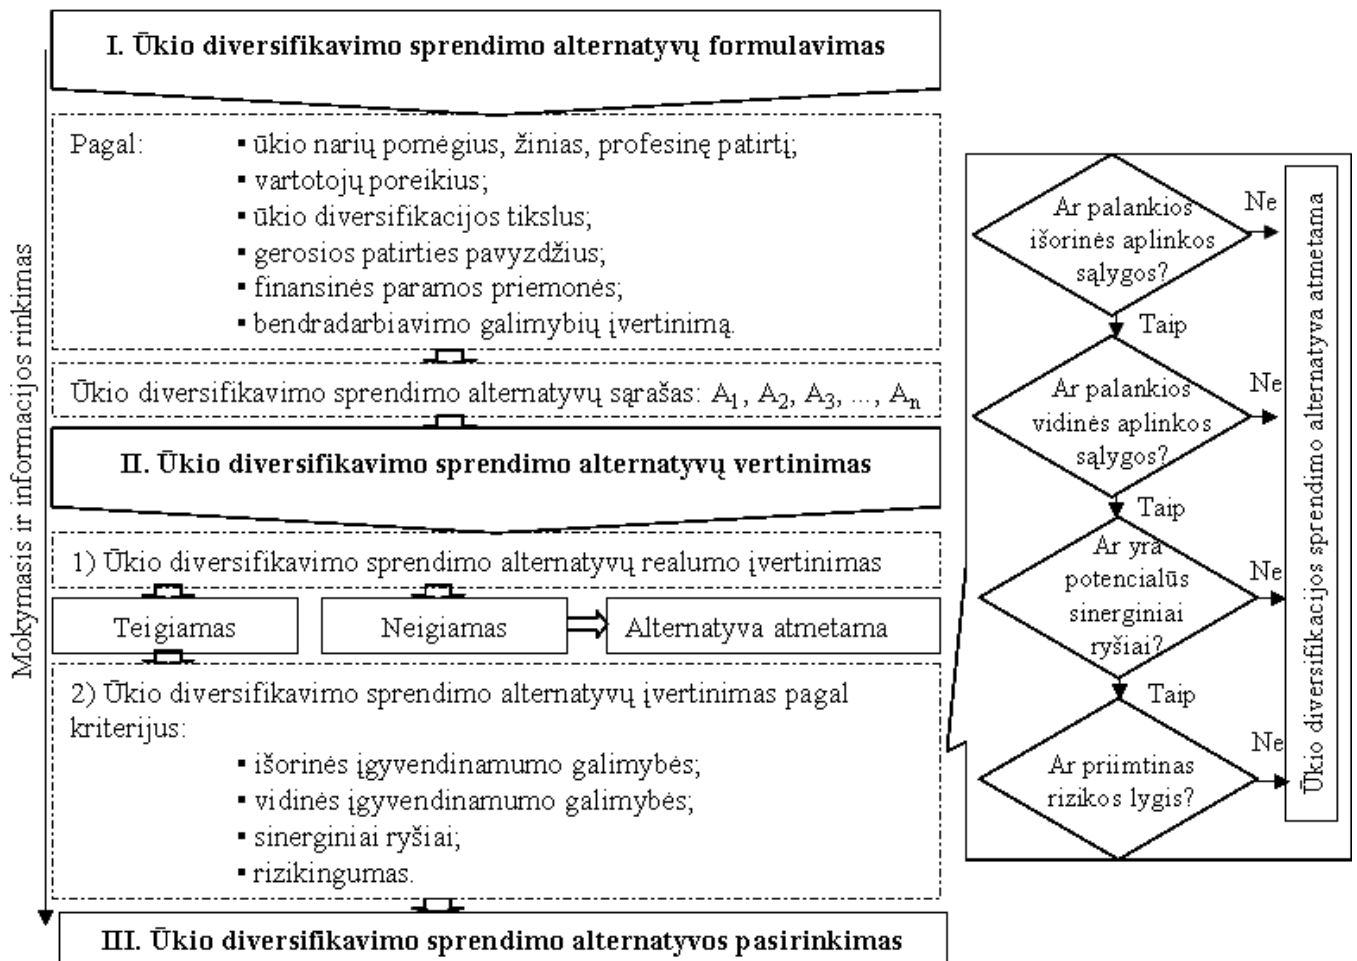 I. Ūkio diversifikavimo sprendimo alternatyvų formulavimas
Pagal:
▪ ūkio narių pomėgius, žinias, profesinę patirtį;
▪ vartotojų poreikius;
▪ ūkio diversifikacijos tikslus;
▪ gerosios patirties pavyzdžius;
▪ finansinės paramos priemonės;
▪ bendradarbiavimo galimybių įvertinimą.
Ūkio diversifikavimo sprendimo alternatyvų sąrašas: A1, A2, A3, ..., An
II. Ūkio diversifikavimo sprendimo alternatyvų vertinimas
1) Ūkio diversifikavimo sprendimo alternatyvų realumo įvertinimas
Teigiamas
Neigiamas
Alternatyva atmetama
2) Ūkio diversifikavimo sprendimo alternatyvų įvertinimas pagal
kriterijus:
▪ išorinės įgyvendinamumo galimybės;
▪ vidinės įgyvendinamumo galimybės;
▪ sinerginiai ryšiai;
▪ rizikingumas.
III. Ūkio diversifikavimo sprendimo alternatyvos pasirinkimas
Mokymasis ir informacijos rinkimas
Ar palankios
išorinės aplinkos
sąlygos?
Ne
Taip
Ar palankios
vidinės aplinkos
sąlygos?
Ne
Taip
Ar yra
potencialūs
sinerginiai
ryšiai?
Ne
Taip
Ar priimtinas
rizikos lygis?
Ne
Ūkio diversifikacijos sprendimo alternatyva atmetama